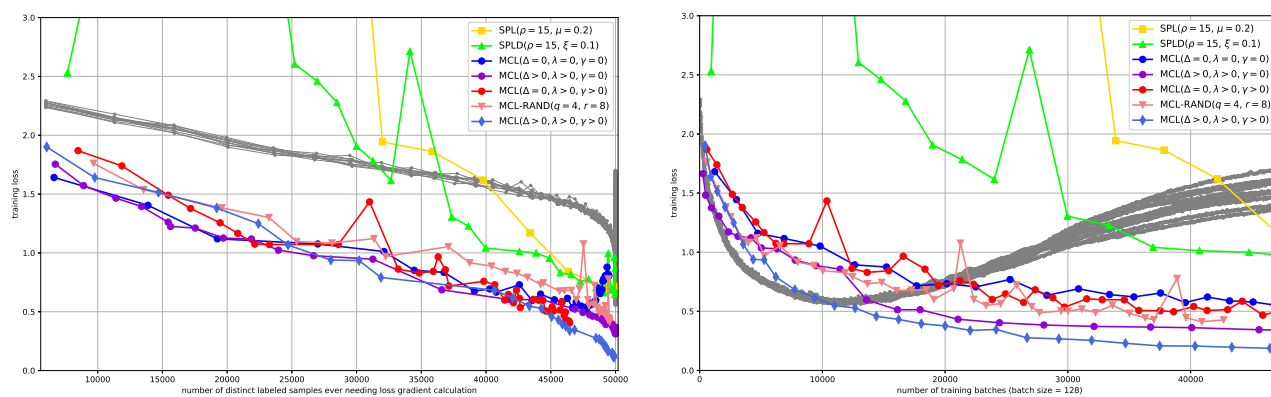 3.0
2.5
2.0
1.5
1.0
0.5
0.0
training loss
SPL(ρ = 15, μ = 0.2)
SPLD(ρ = 15, ξ = 0.1)
MCL(Δ = 0, λ = 0, γ = 0)
MCL(Δ > 0, λ > 0, γ = 0)
MCL(Δ = 0, λ > 0, γ > 0)
MCL-RAND(q = 4, r = 8)
MCL(Δ > 0, λ > 0, γ > 0)
10000 15000 20000 25000 30000 35000 40000 45000 50000
number of distinct labeled samples ever needing loss gradient calculation
3.0
2.5
2.0
1.5
1.0
0.5
0.0
training loss
SPL(ρ = 15, μ = 0.2)
SPLD(ρ = 15, ξ = 0.1)
MCL(Δ = 0, λ = 0, γ = 0)
MCL(Δ > 0, λ > 0, γ = 0)
MCL(Δ = 0, λ > 0, γ > 0)
MCL-RAND(q = 4, r = 8)
MCL(Δ > 0, λ > 0, γ > 0)
0 10000 20000 30000 40000
number of training batches (batch size = 128)